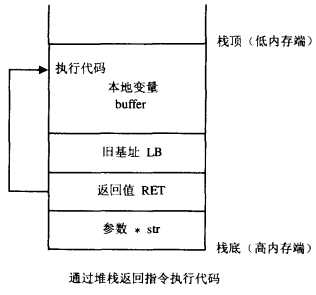 栈顶（低内存端）
执行代码
本地变量
buffer
旧基址 LB
返回值 RET
参数 * str
栈底（高内存端）
通过堆栈返回指令执行代码